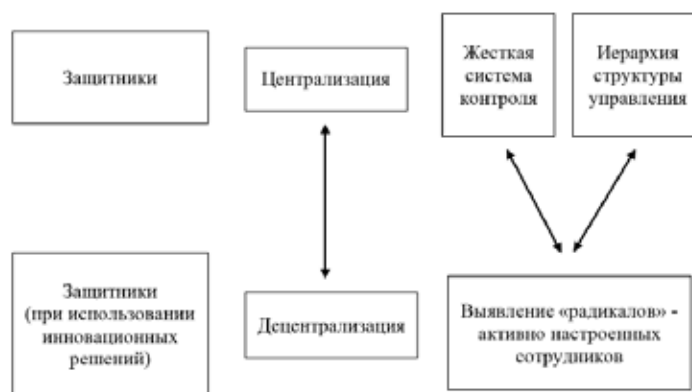 Защитники
Централизация
Жесткая
система
контроля
Иерархия
структуры
управления
Защитники
(при использовании
инновационных
решений)
Децентрализация
Выявление «радикалов» -
активно настроенных
сотрудников